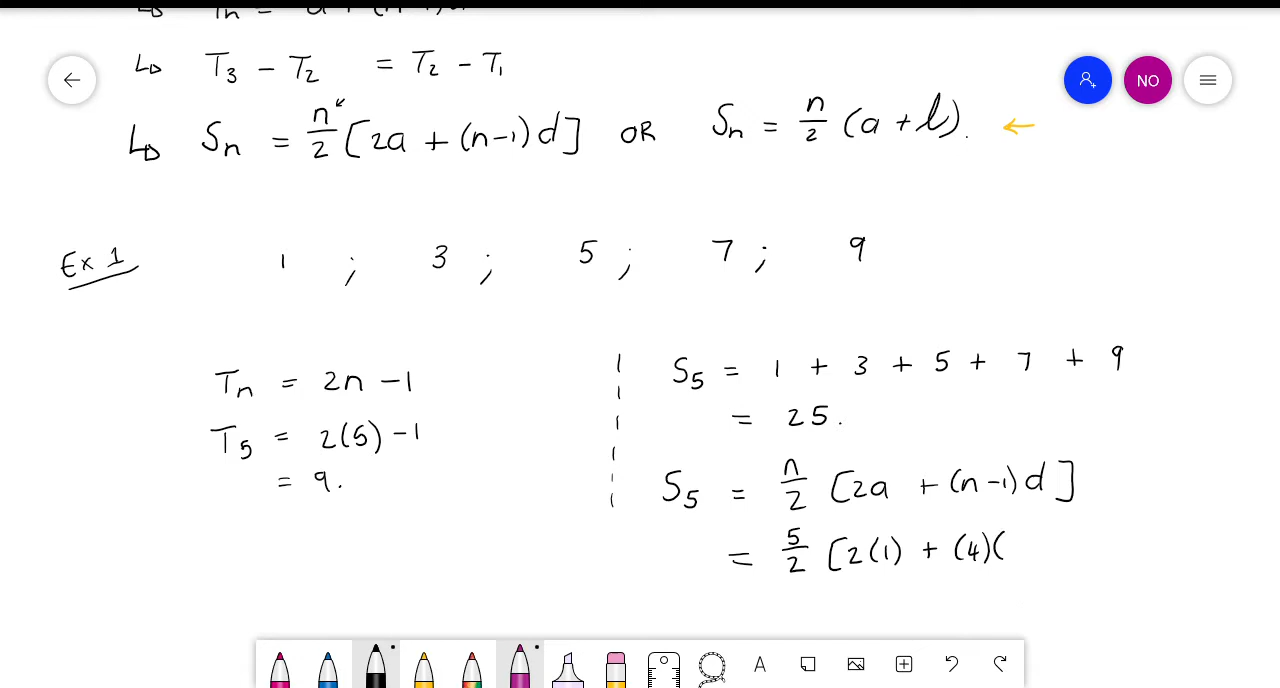 Tn = a + (n-1)d
↳ T₃ - T₂ = T₂ - T₁
NO
↳ Sn = n/2 [2a + (n-1)d] OR Sn = n/2 (a + l). ←
Ex 1 1 ; 3 ; 5 ; 7 ; 9
Tn = 2n - 1
T₅ = 2(5) - 1
= 9.
S₅ = 1 + 3 + 5 + 7 + 9
= 25.
S₅ = n/2 [2a + (n-1)d]
= 5/2 [2(1) + (4)(
A